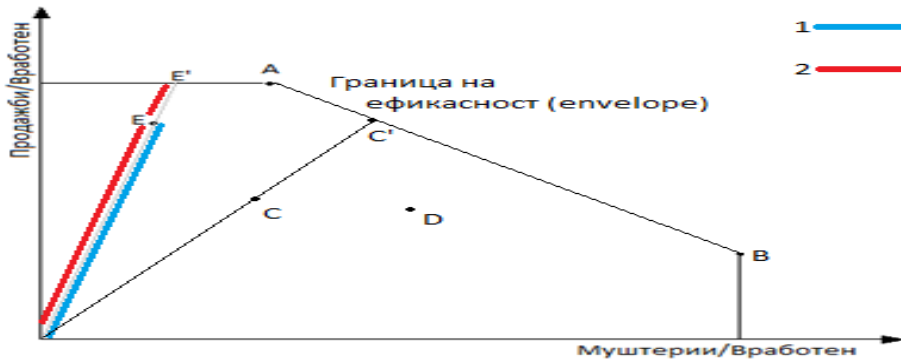 1
2
Продажби/Вработен
E'
A
Граница на
ефикасност (envelope)
E
C'
C
D
B
Муштерии/Вработен